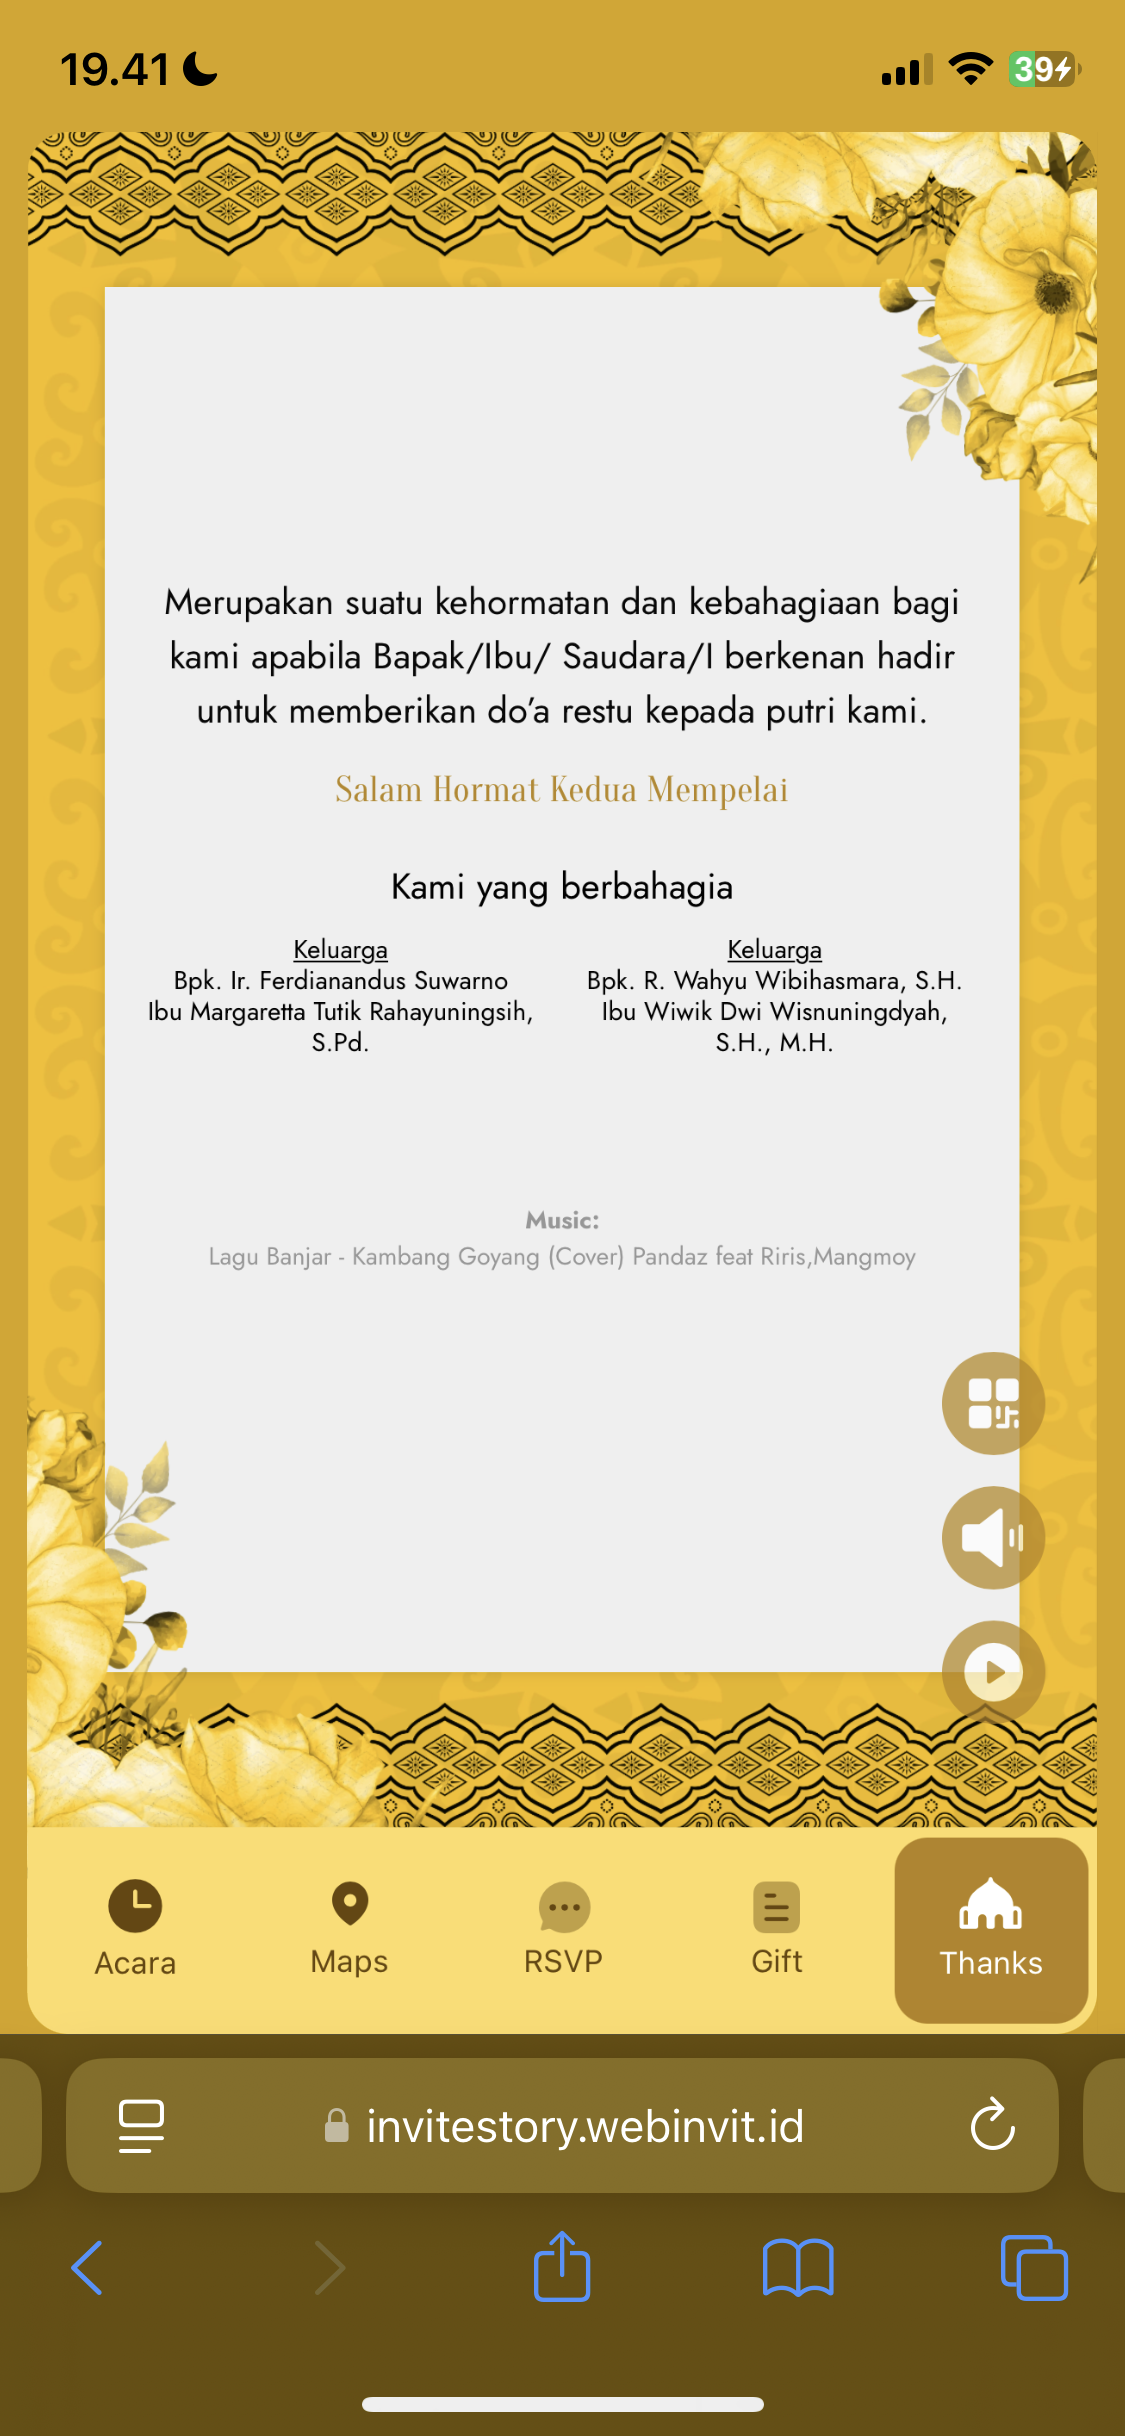 19.41
39
Merupakan suatu kehormatan dan kebahagiaan bagi
kami apabila Bapak/Ibu/ Saudara/I berkenan hadir
untuk memberikan do’a restu kepada putri kami.
Salam Hormat Kedua Mempelai
Kami yang berbahagia
Keluarga
Bpk. Ir. Ferdianandus Suwarno
Ibu Margaretta Tutik Rahayuningsih,
S.Pd.
Keluarga
Bpk. R. Wahyu Wibihasmara, S.H.
Ibu Wiwik Dwi Wisnuningdyah,
S.H., M.H.
Music:
Lagu Banjar - Kambang Goyang (Cover) Pandaz feat Riris,Mangmoy
Acara
Maps
RSVP
Gift
Thanks
invitestory.webinvit.id